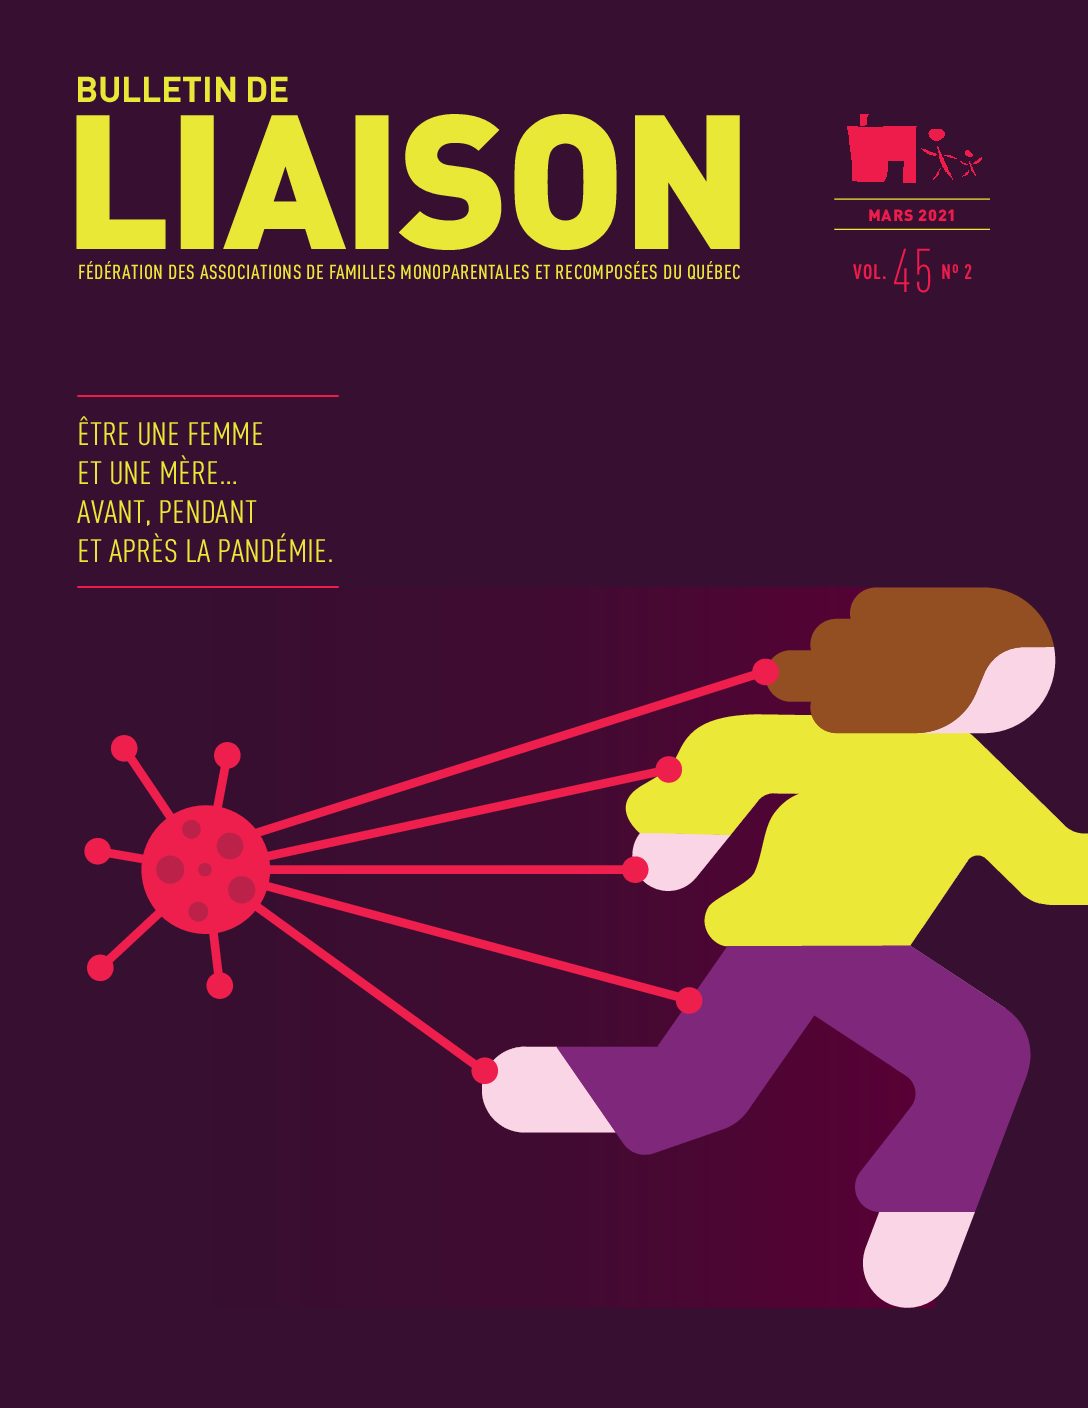 BULLETIN DE
LIAISON
FÉDÉRATION DES ASSOCIATIONS DE FAMILLES MONOPARENTALES ET RECOMPOSÉES DU QUÉBEC
MARS 2021
VOL. 45 Nº 2
ÊTRE UNE FEMME
ET UNE MÈRE...
AVANT, PENDANT
ET APRÈS LA PANDÉMIE.